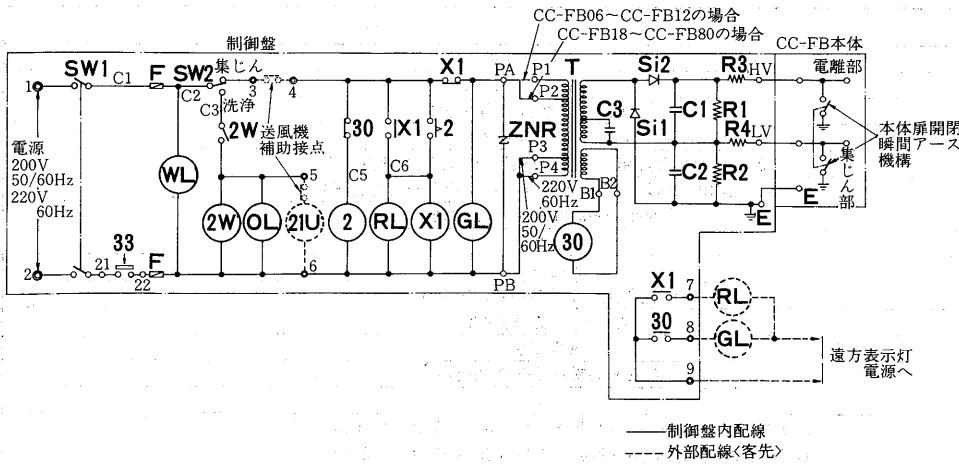 CC-FB06～CC-FB12の場合
CC-FB18～CC-FB80の場合
制御盤
CC-FB本体
SW1
C1
F
SW2
集じん
3
4
X1
PA
P1
T
Si2
R3
HV
電離部
1
C2
C3
洗浄
P2
2W
送風機
補助接点
30
X1
2
ZNR
C3
Si1
C1
R1
R4
LV
本体扉開閉
瞬間アース
機構
電源
200V
50/60Hz
220V
60Hz
WL
5
C5
C6
P3
P4
220V
60Hz
200V
50/
60Hz
B1
B2
C2
R2
集じん部
2W
OL
21U
2
RL
X1
GL
30
E
E
33
2
21
22
F
6
PB
X1
7
RL
30
8
GL
9
遠方表示灯
電源へ
制御盤内配線
外部配線<客先>